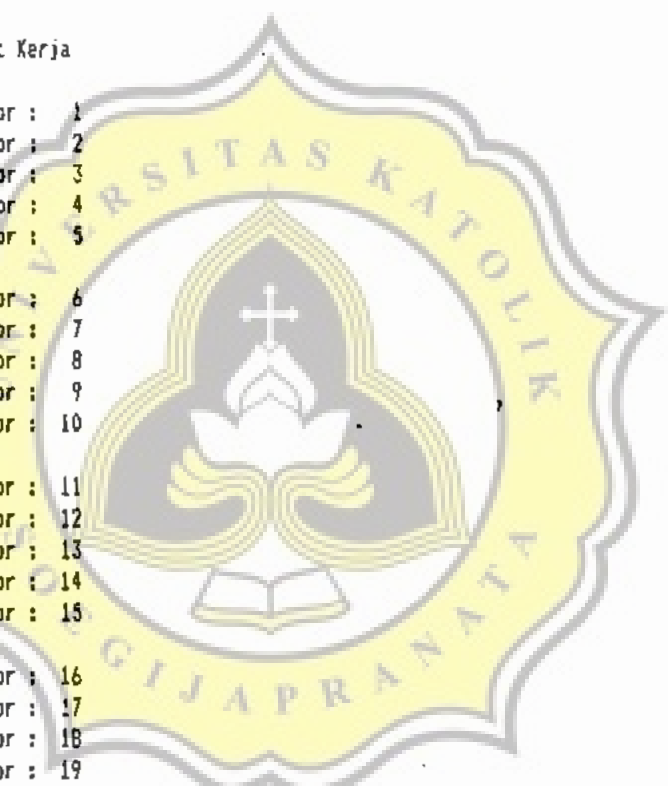 t Kerja
or : 1
or : 2
or : 3
or : 4
or : 5
or : 6
or : 7
or : 8
or : 9
or : 10
or : 11
or : 12
or : 13
or : 14
or : 15
or : 16
or : 17
or : 18
or : 19
UNIVERSITAS KATOLIK
SOEGIJAPRANATA